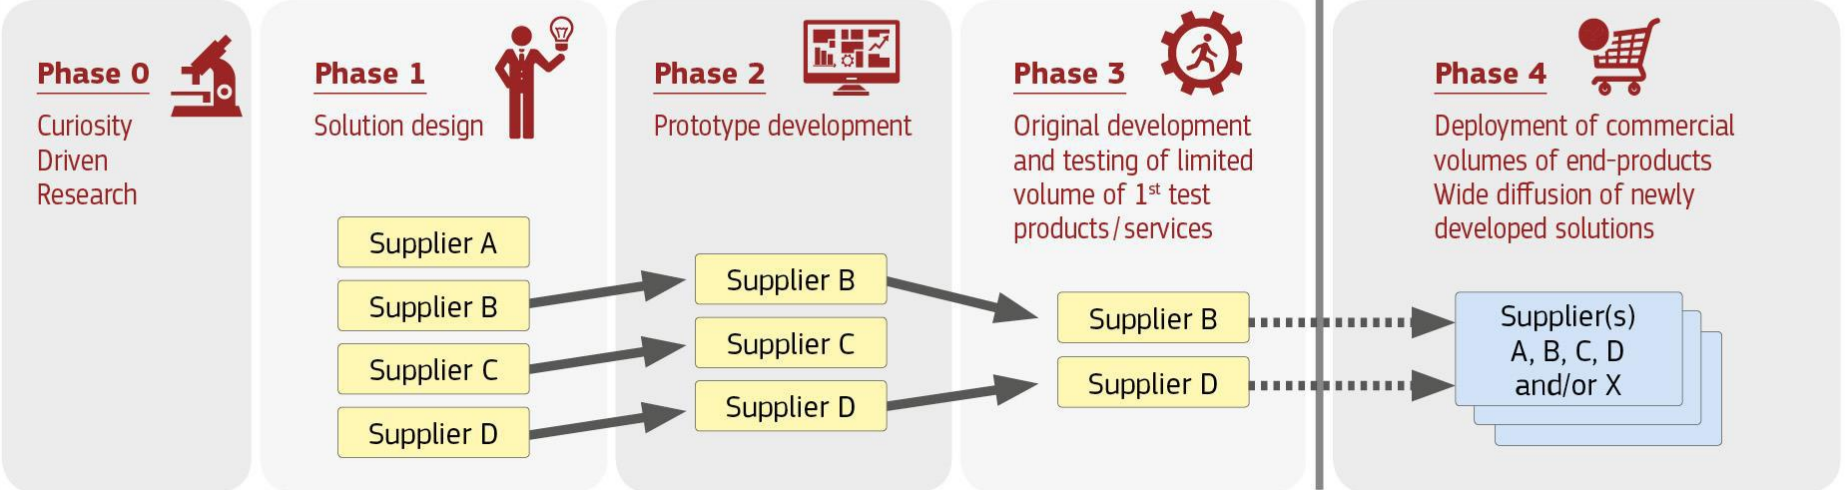 Phase 0
Curiosity
Driven
Research
Phase 1
Solution design
Supplier A
Supplier B
Supplier C
Supplier D
Phase 2
Prototype development
Supplier B
Supplier C
Supplier D
Phase 3
Original development
and testing of limited
volume of 1st test
products/services
Supplier B
Supplier D
Phase 4
Deployment of commercial
volumes of end-products
Wide diffusion of newly
developed solutions
Supplier(s)
A, B, C, D
and/or X